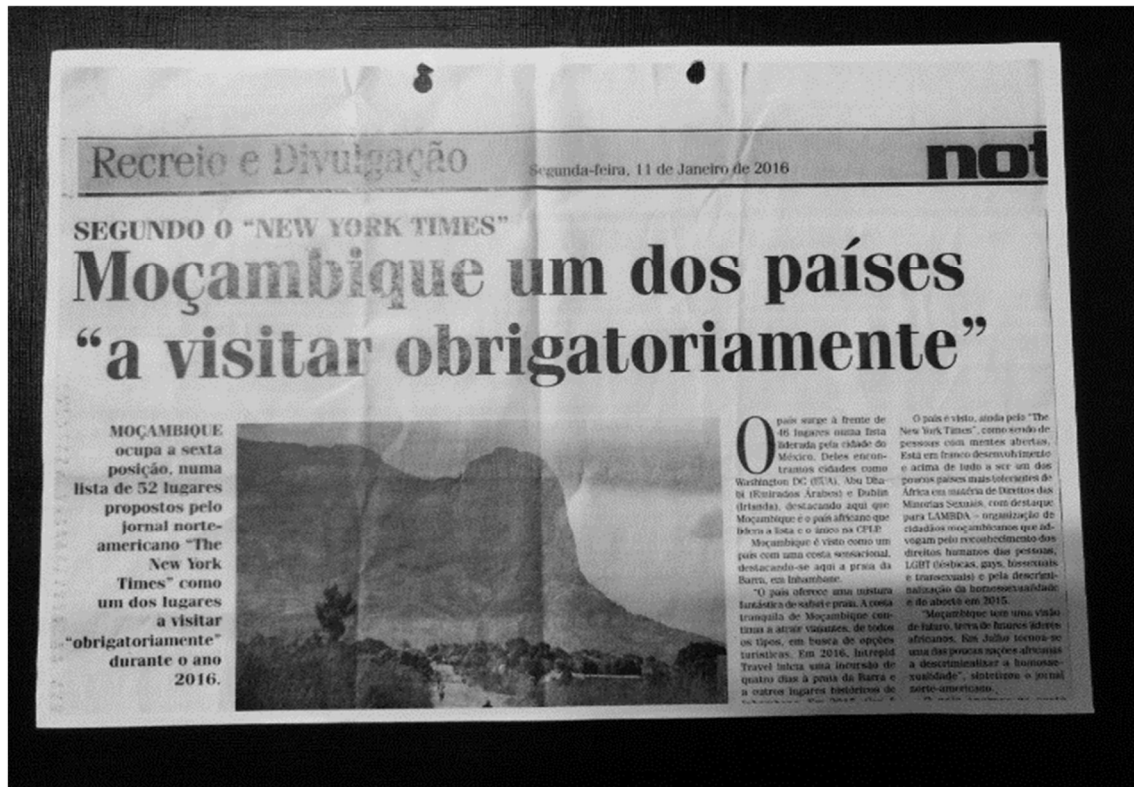 Recreio e Divulgação
Segunda-feira, 11 de Janeiro de 2016
not
SEGUNDO O “NEW YORK TIMES”
Moçambique um dos países
“a visitar obrigatoriamente”
MOÇAMBIQUE
ocupa a sexta
posição, numa
lista de 52 lugares
propostos pelo
jornal norte-
americano “The
New York
Times” como
um dos lugares
a visitar
“obrigatoriamente”
durante o ano
2016.
O país surge à frente de
46 lugares numa lista
liderada pela cidade do
México. Deles encon-
tramos cidades como
Washington DC (EUA), Abu Dha-
bi (Emirados Árabes) e Dublin
(Irlanda), destacando aqui que
Moçambique é o país africano que
lidera a lista e o único na CPLP.
Moçambique é visto como um
país com uma costa sensacional,
destacando-se aqui a praia da
Barra, em Inhambane.
“O país oferece uma mistura
fantástica de safari e praia. A costa
tranquila de Moçambique con-
tinua a atrair viajantes, de todos
os tipos, em busca de opções
turísticas. Em 2016, Intrepid
Travel inicia uma incursão de
quatro dias à praia da Barra e
a outros lugares históricos de
O país é visto, ainda pelo “The
New York Times”, como sendo de
pessoas com mentes abertas.
Está em franco desenvolvimento
e acima de tudo a ser um dos
poucos países mais tolerantes de
África em matéria de Direitos das
Minorias Sexuais, com destaque
para LAMBDA – organização de
cidadãos moçambicanos que ad-
vogam pelo reconhecimento dos
direitos humanos das pessoas,
LGBT (lésbicas, gays, bissexuais
e transexuais) e pela descrimi-
nalização da homossexualidade
e do aborto em 2015.
“Moçambique tem uma visão
de futuro, terra de futuros líderes
africanos. Em Julho tornou-se
uma das poucas nações africanas
a descriminalizar a homosse-
xualidade”, sintetizou o jornal
norte-americano.